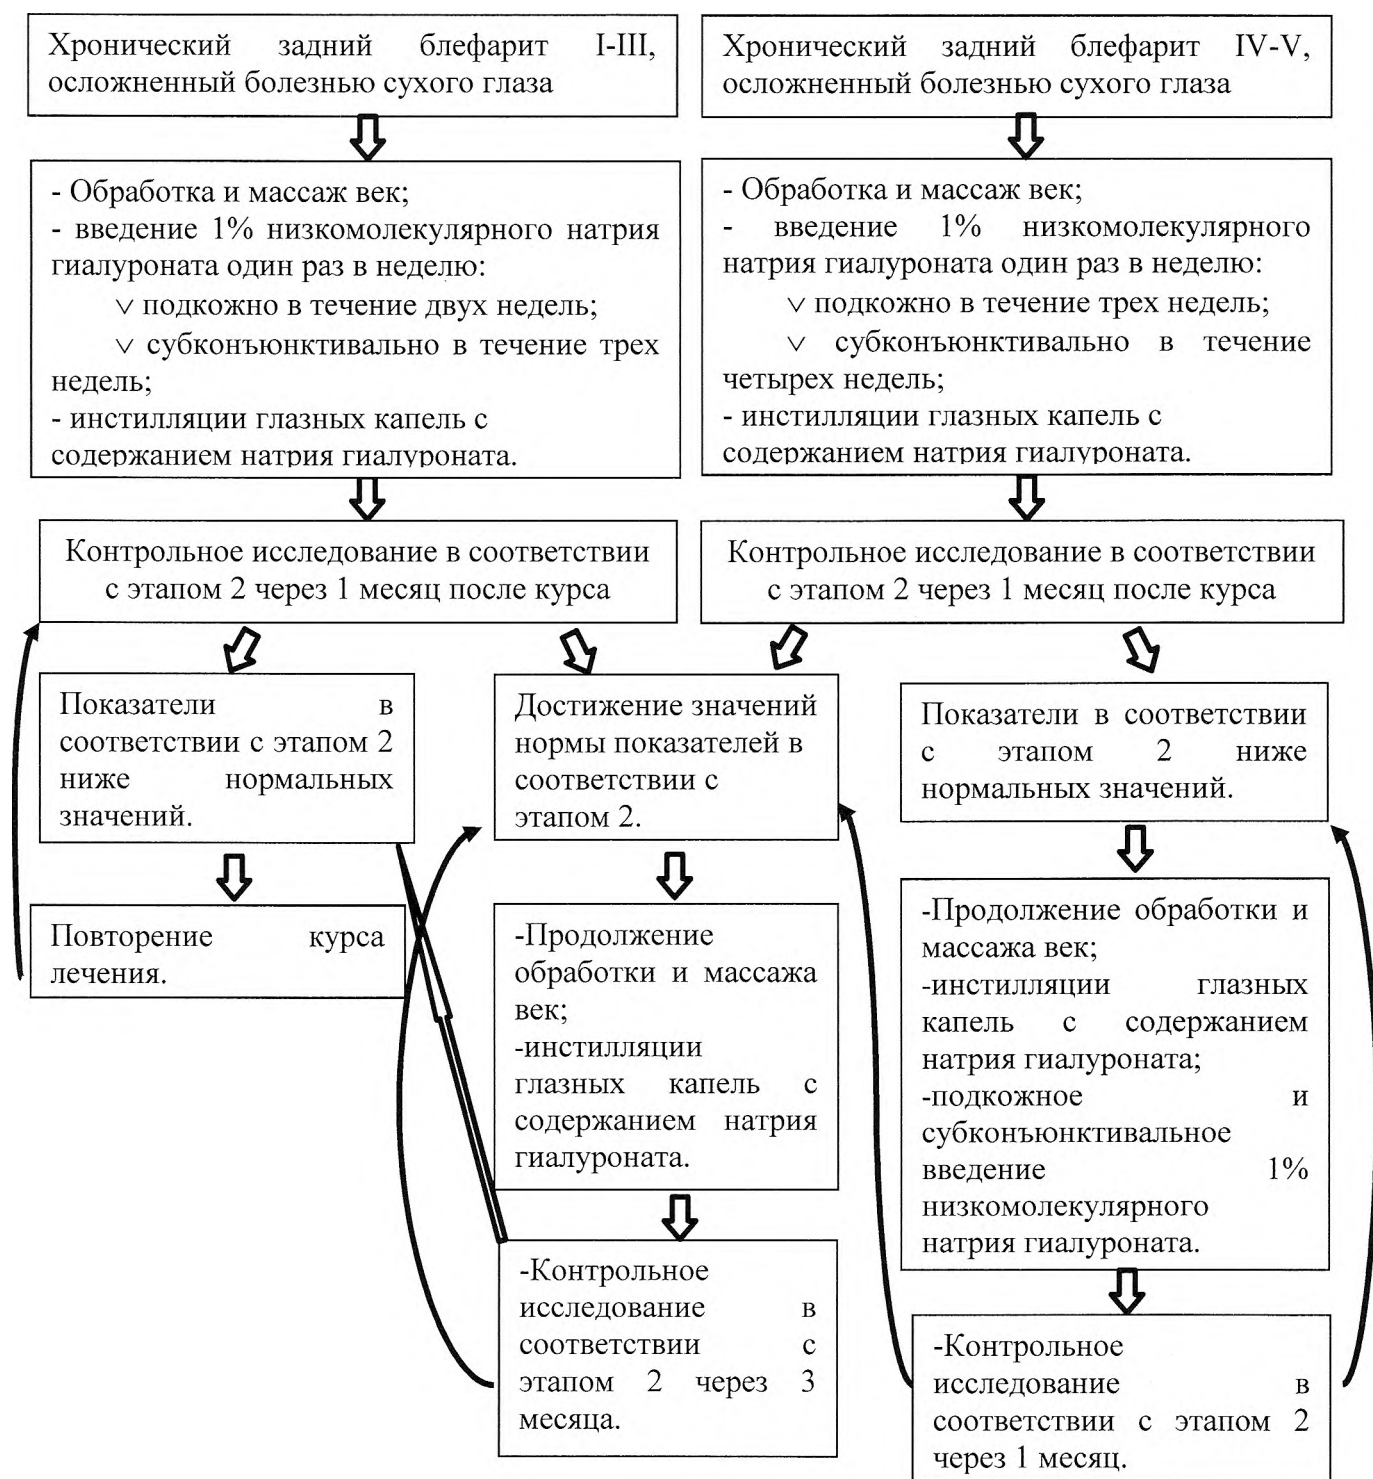 Хронический задний блефарит I-III,
осложненный болезнью сухого глаза
Хронический задний блефарит IV-V,
осложненный болезнью сухого глаза
- Обработка и массаж век;
- введение 1% низкомолекулярного натрия
гиалуроната один раз в неделю:
∨ подкожно в течение двух недель;
∨ субконъюнктивально в течение трех
недель;
- инстилляции глазных капель с
содержанием натрия гиалуроната.
- Обработка и массаж век;
- введение 1% низкомолекулярного
натрия гиалуроната один раз в неделю:
∨ подкожно в течение трех недель;
∨ субконъюнктивально в течение
четырех недель;
- инстилляции глазных капель с
содержанием натрия гиалуроната.
Контрольное исследование в соответствии
с этапом 2 через 1 месяц после курса
Контрольное исследование в соответствии
с этапом 2 через 1 месяц после курса
Показатели в
соответствии с этапом 2
ниже нормальных
значений.
Достижение значений
нормы показателей в
соответствии с
этапом 2.
Показатели в соответствии
с этапом 2 ниже
нормальных значений.
Повторение курса
лечения.
-Продолжение
обработки и массажа
век;
-инстилляции
глазных капель с
содержанием натрия
гиалуроната.
-Продолжение обработки и
массажа век;
-инстилляции глазных
капель с содержанием
натрия гиалуроната;
-подкожное и
субконъюнктивальное
введение 1%
низкомолекулярного
натрия гиалуроната.
-Контрольное
исследование в
соответствии с
этапом 2 через 3
месяца.
-Контрольное
исследование в
соответствии с этапом 2
через 1 месяц.